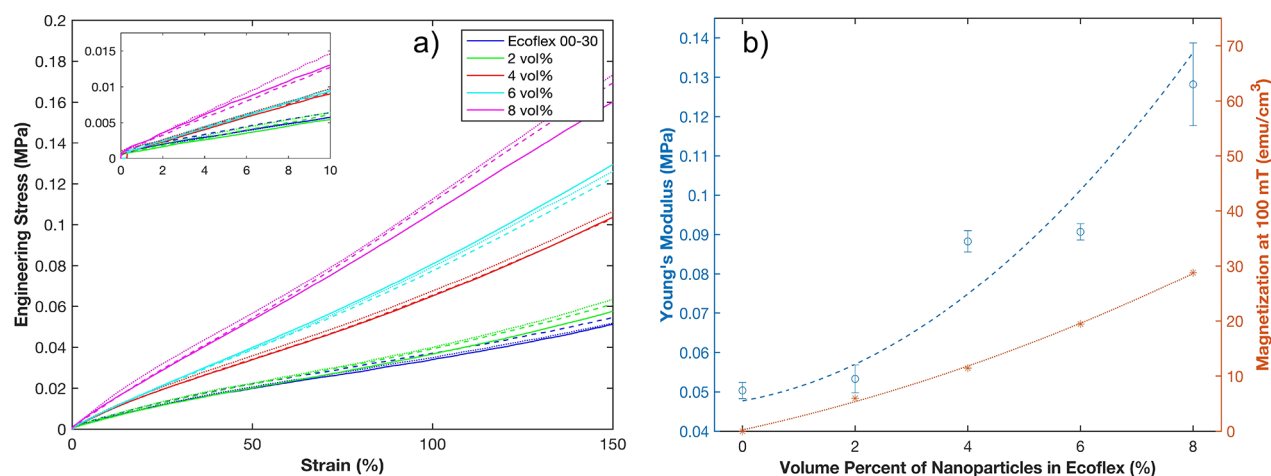 a)
Engineering Stress (MPa)
0.2
0.18
0.16
0.14
0.12
0.1
0.08
0.06
0.04
0.02
0
0 50 100 150
Strain (%)
0.015
0.01
0.005
0
0 2 4 6 8 10
Ecoflex 00-30
2 vol%
4 vol%
6 vol%
8 vol%
b)
Young's Modulus (MPa)
0.14
0.13
0.12
0.11
0.1
0.09
0.08
0.07
0.06
0.05
0.04
0 2 4 6 8
Volume Percent of Nanoparticles in Ecoflex (%)
70
60
50
40
30
20
10
0
Magnetization at 100 mT (emu/cm³)